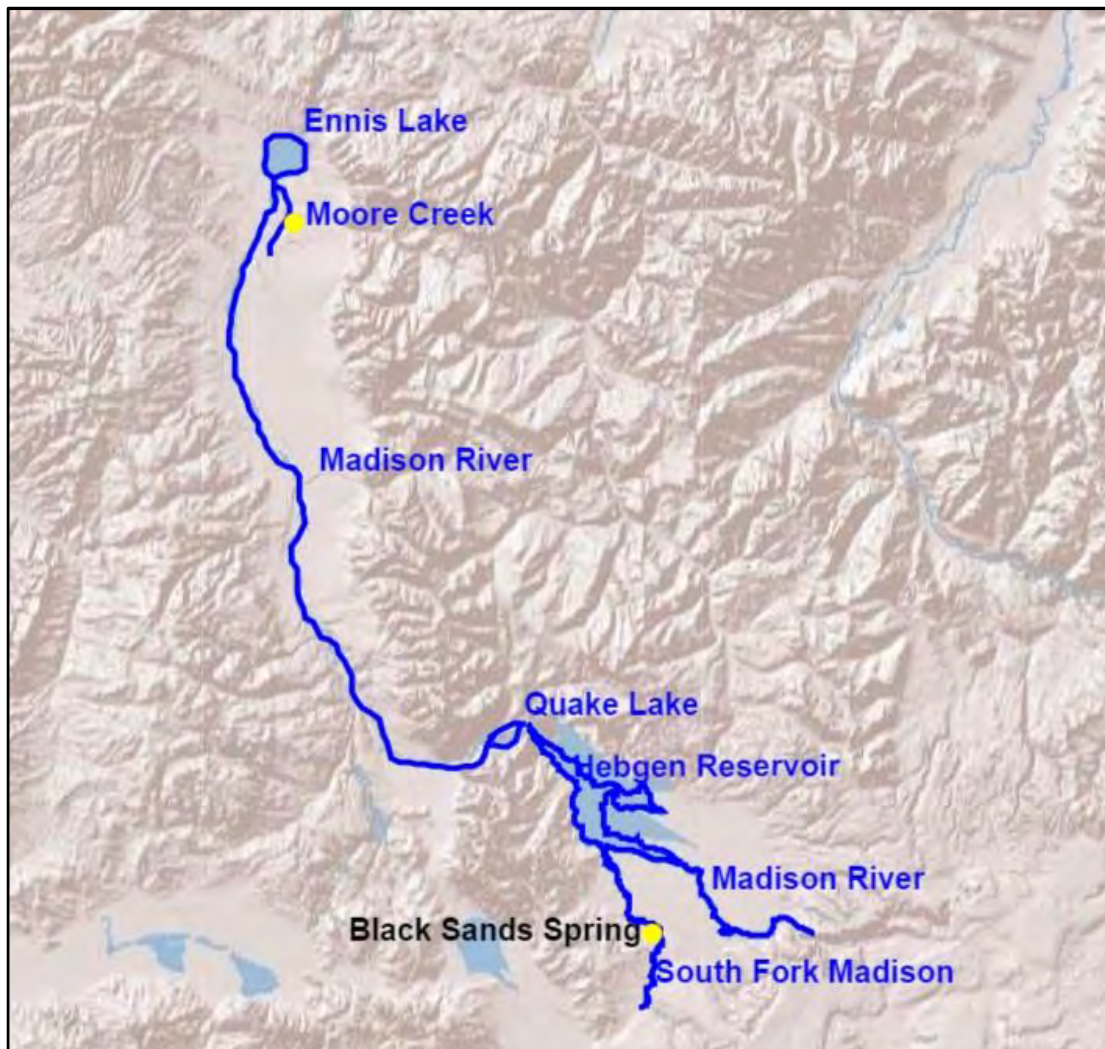 Ennis Lake
Moore Creek
Madison River
Quake Lake
Hebgen Reservoir
Madison River
Black Sands Spring
South Fork Madison